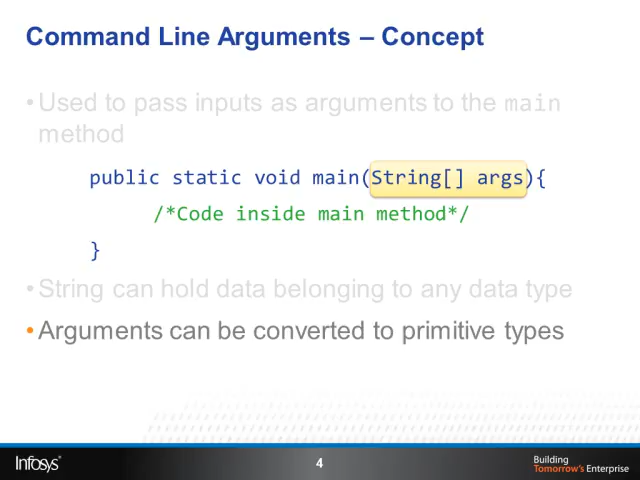 Command Line Arguments – Concept
• Used to pass inputs as arguments to the main
method
public static void main(String[] args){
/*Code inside main method*/
}
• String can hold data belonging to any data type
• Arguments can be converted to primitive types
Infosys®
4
Building
Tomorrow's Enterprise